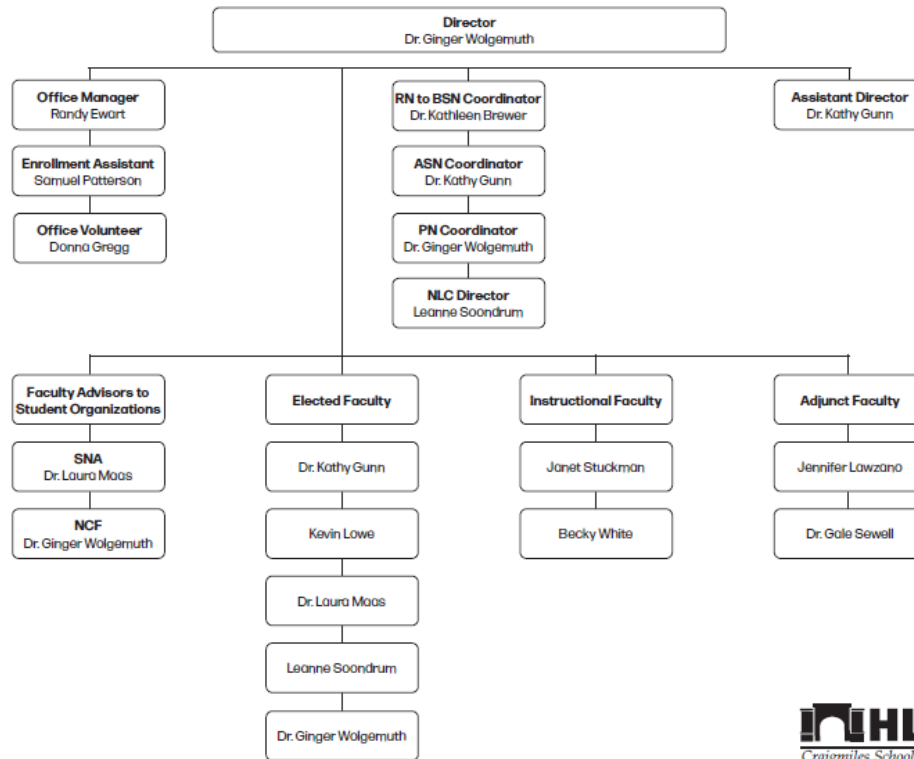 Director
Dr. Ginger Wolgemuth
Office Manager
Randy Ewart
RN to BSN Coordinator
Dr. Kathleen Brewer
Assistant Director
Dr. Kathy Gunn
Enrollment Assistant
Samuel Patterson
ASN Coordinator
Dr. Kathy Gunn
Office Volunteer
Donna Gregg
PN Coordinator
Dr. Ginger Wolgemuth
NLC Director
Leanne Soondrum
Faculty Advisors to
Student Organizations
Elected Faculty
Instructional Faculty
Adjunct Faculty
SNA
Dr. Laura Maas
Dr. Kathy Gunn
Janet Stuckman
Jennifer Lawzano
NCF
Dr. Ginger Wolgemuth
Kevin Lowe
Becky White
Dr. Gale Sewell
Dr. Laura Maas
Leanne Soondrum
Dr. Ginger Wolgemuth
HL
Craigmiles School